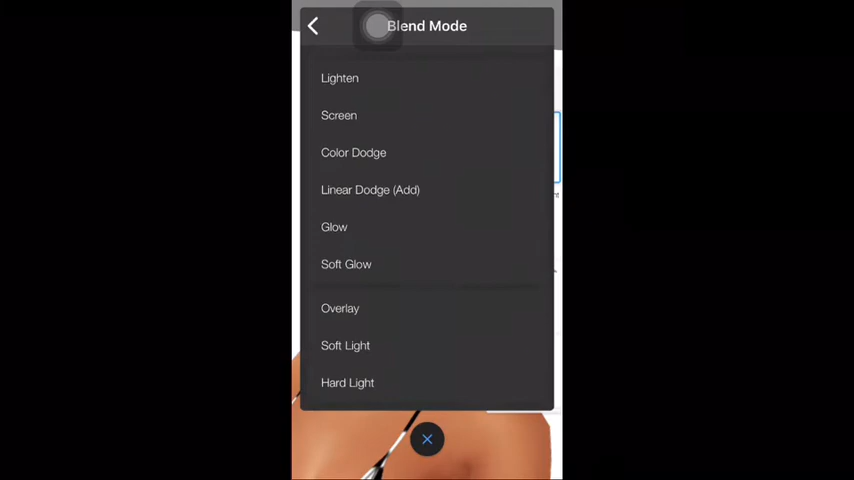 Blend Mode
Lighten
Screen
Color Dodge
Linear Dodge (Add)
Glow
Soft Glow
Overlay
Soft Light
Hard Light